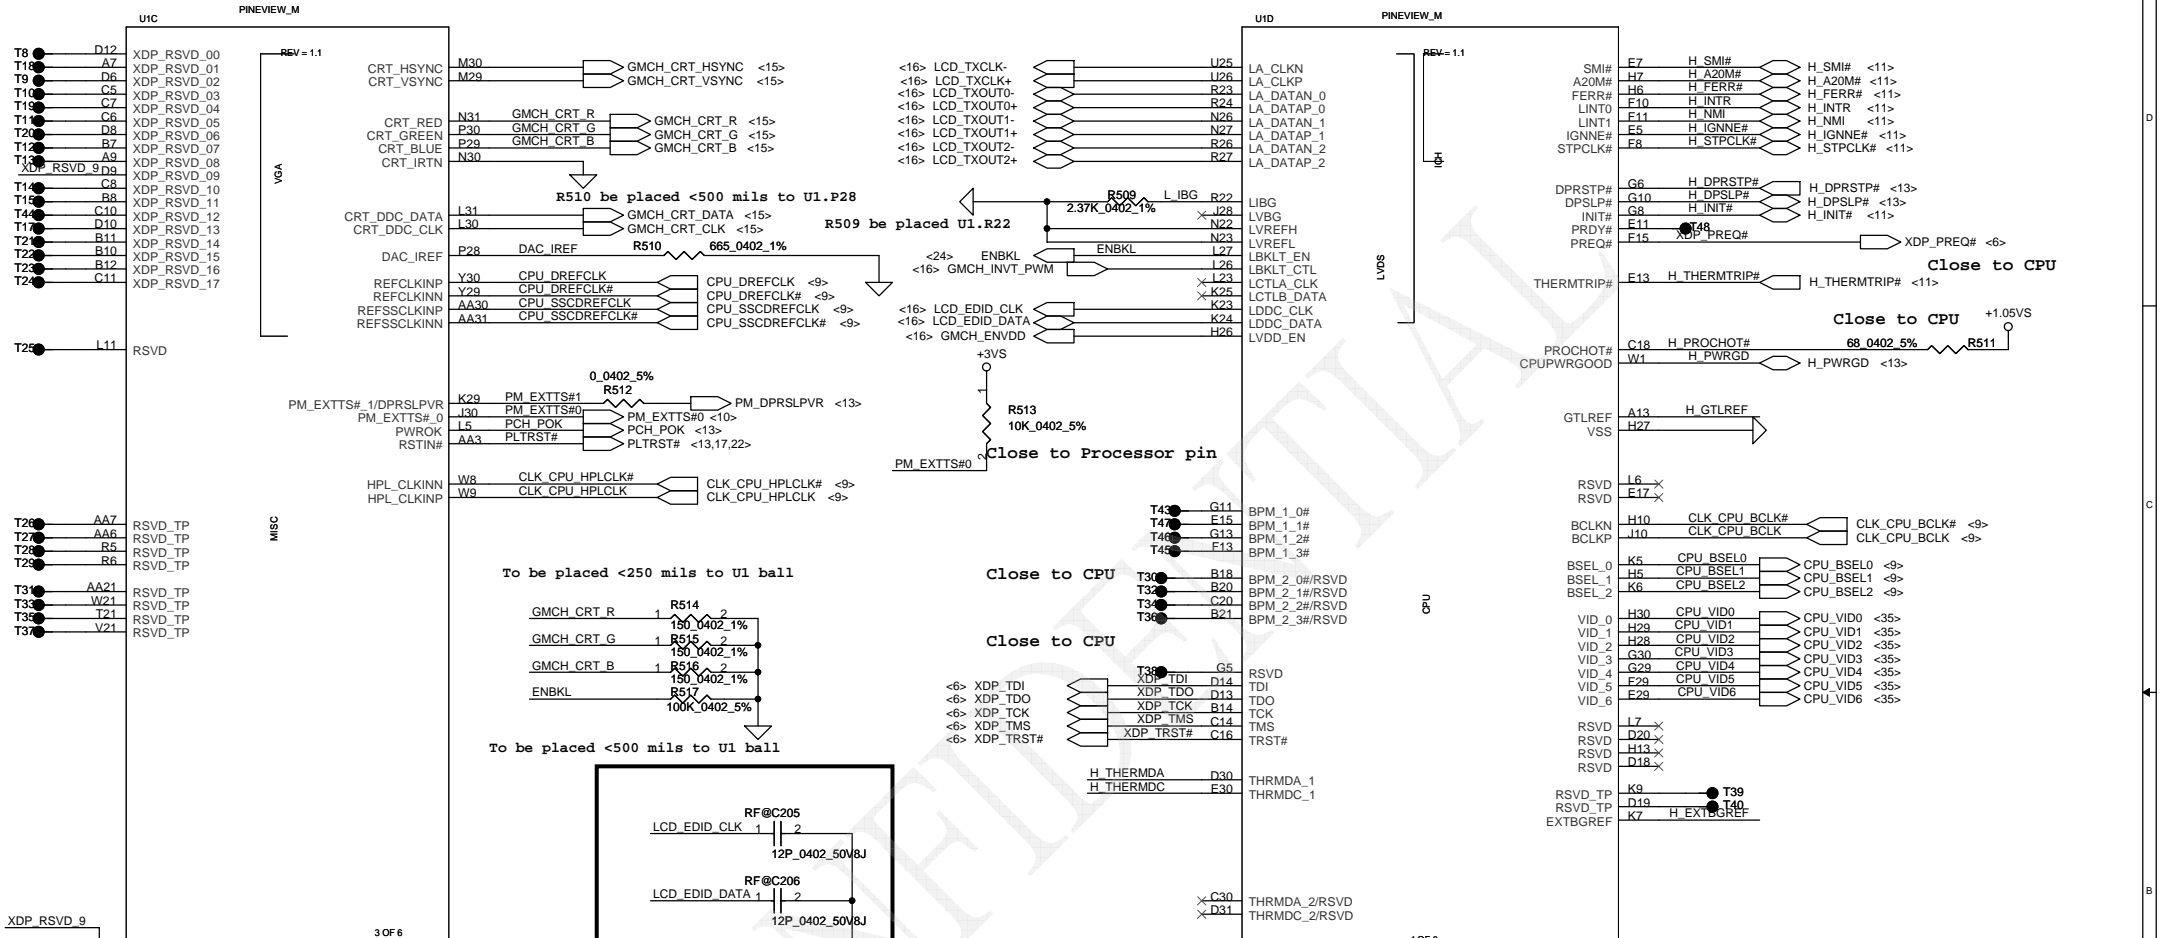 PINEVIEW_M
U1C
REV = 1.1
T8 D12 XDP_RSVD_00
T18 A7 XDP_RSVD_01
T9 D6 XDP_RSVD_02
T10 C5 XDP_RSVD_03
T19 C7 XDP_RSVD_04
T11 C6 XDP_RSVD_05
T20 D8 XDP_RSVD_06
T12 B7 XDP_RSVD_07
T13 A9 XDP_RSVD_08
XDP_RSVD_9 D9 XDP_RSVD_09
T14 C8 XDP_RSVD_10
T15 B8 XDP_RSVD_11
T44 C10 XDP_RSVD_12
T17 D10 XDP_RSVD_13
T21 B11 XDP_RSVD_14
T22 B10 XDP_RSVD_15
T23 B12 XDP_RSVD_16
T24 C11 XDP_RSVD_17
T25 L11 RSVD
T26 AA7 RSVD_TP
T27 AA6 RSVD_TP
T28 R5 RSVD_TP
T29 R6 RSVD_TP
T31 AA21 RSVD_TP
T33 W21 RSVD_TP
T35 T21 RSVD_TP
T37 V21 RSVD_TP
XDP_RSVD_9
VGA
MISC
3 OF 6
CRT_HSYNC M30 GMCH_CRT_HSYNC <15>
CRT_VSYNC M29 GMCH_CRT_VSYNC <15>
CRT_RED N31 GMCH_CRT_R GMCH_CRT_R <15>
CRT_GREEN P30 GMCH_CRT_G GMCH_CRT_G <15>
CRT_BLUE P29 GMCH_CRT_B GMCH_CRT_B <15>
CRT_IRTN N30
R510 be placed <500 mils to U1.P28
CRT_DDC_DATA L31 GMCH_CRT_DATA <15>
CRT_DDC_CLK L30 GMCH_CRT_CLK <15>
DAC_IREF P28 DAC_IREF R510 665_0402_1%
REFCLKINP Y30 CPU_DREFCLK CPU_DREFCLK <9>
REFCLKINN Y29 CPU_DREFCLK# CPU_DREFCLK# <9>
REFSSCLKINP AA30 CPU_SSCDREFCLK CPU_SSCDREFCLK <9>
REFSSCLKINN AA31 CPU_SSCDREFCLK# CPU_SSCDREFCLK# <9>
0_0402_5%
R512
PM_EXTTS#_1/DPRSLPVR K29 PM_EXTTS#1 PM_DPRSLPVR <13>
PM_EXTTS#_0 J30 PM_EXTTS#0 PM_EXTTS#0 <10>
PWROK L5 PCH_POK PCH_POK <13>
RSTIN# AA3 PLTRST# PLTRST# <13,17,22>
HPL_CLKINN W8 CLK_CPU_HPLCLK# CLK_CPU_HPLCLK# <9>
HPL_CLKINP W9 CLK_CPU_HPLCLK CLK_CPU_HPLCLK <9>
To be placed <250 mils to U1 ball
GMCH_CRT_R 1 R514 2
150_0402_1%
GMCH_CRT_G 1 R515 2
150_0402_1%
GMCH_CRT_B 1 R516 2
150_0402_1%
ENBKL R517
100K_0402_5%
To be placed <500 mils to U1 ball
RF@C205
LCD_EDID_CLK 1 2
12P_0402_50V8J
RF@C206
LCD_EDID_DATA 1 2
12P_0402_50V8J
PINEVIEW_M
U1D
REV = 1.1
<16> LCD_TXCLK- U25 LA_CLKN
<16> LCD_TXCLK+ U26 LA_CLKP
<16> LCD_TXOUT0- R23 LA_DATAN_0
<16> LCD_TXOUT0+ R24 LA_DATAP_0
<16> LCD_TXOUT1- N26 LA_DATAN_1
<16> LCD_TXOUT1+ N27 LA_DATAP_1
<16> LCD_TXOUT2- R26 LA_DATAN_2
<16> LCD_TXOUT2+ R27 LA_DATAP_2
R509 L_IBG R22 LIBG
2.37K_0402_1% J28 LVBG
R509 be placed U1.R22
N22 LVREFH
N23 LVREFL
<24> ENBKL ENBKL L27 LBKLT_EN
<16> GMCH_INVT_PWM L26 LBKLT_CTL
L23 LCTLA_CLK
K25 LCTLB_DATA
<16> LCD_EDID_CLK K23 LDDC_CLK
<16> LCD_EDID_DATA K24 LDDC_DATA
<16> GMCH_ENVDD H26 LVDD_EN
+3VS
1
R513
10K_0402_5%
2
Close to Processor pin
PM_EXTTS#0
T43 G11 BPM_1_0#
T47 E15 BPM_1_1#
T46 G13 BPM_1_2#
T45 F13 BPM_1_3#
Close to CPU
T30 B18 BPM_2_0#/RSVD
T32 B20 BPM_2_1#/RSVD
T34 C20 BPM_2_2#/RSVD
T36 B21 BPM_2_3#/RSVD
Close to CPU
T38 G5 RSVD
<6> XDP_TDI XDP_TDI D14 TDI
<6> XDP_TDO XDP_TDO D13 TDO
<6> XDP_TCK XDP_TCK B14 TCK
<6> XDP_TMS XDP_TMS C14 TMS
<6> XDP_TRST# XDP_TRST# C16 TRST#
H_THERMDA D30 THRMDA_1
H_THERMDC E30 THRMDC_1
C30 THRMDA_2/RSVD
D31 THRMDC_2/RSVD
LVDS
ICH
CPU
SMI# E7 H_SMI# H_SMI# <11>
A20M# H7 H_A20M# H_A20M# <11>
FERR# H6 H_FERR# H_FERR# <11>
LINT0 F10 H_INTR H_INTR <11>
LINT1 F11 H_NMI H_NMI <11>
IGNNE# E5 H_IGNNE# H_IGNNE# <11>
STPCLK# F8 H_STPCLK# H_STPCLK# <11>
DPRSTP# G6 H_DPRSTP# H_DPRSTP# <13>
DPSLP# G10 H_DPSLP# H_DPSLP# <13>
INIT# G8 H_INIT# H_INIT# <11>
PRDY# E11 T48
PREQ# F15 XDP_PREQ# XDP_PREQ# <6>
Close to CPU
THERMTRIP# E13 H_THERMTRIP# H_THERMTRIP# <11>
Close to CPU +1.05VS
PROCHOT# C18 H_PROCHOT# 68_0402_5% R511
CPUPWRGOOD W1 H_PWRGD H_PWRGD <13>
GTLREF A13 H_GTLREF
VSS H27
RSVD L6
RSVD E17
BCLKN H10 CLK_CPU_BCLK# CLK_CPU_BCLK# <9>
BCLKP J10 CLK_CPU_BCLK CLK_CPU_BCLK <9>
BSEL_0 K5 CPU_BSEL0 CPU_BSEL0 <9>
BSEL_1 H5 CPU_BSEL1 CPU_BSEL1 <9>
BSEL_2 K6 CPU_BSEL2 CPU_BSEL2 <9>
VID_0 H30 CPU_VID0 CPU_VID0 <35>
VID_1 H29 CPU_VID1 CPU_VID1 <35>
VID_2 H28 CPU_VID2 CPU_VID2 <35>
VID_3 G30 CPU_VID3 CPU_VID3 <35>
VID_4 G29 CPU_VID4 CPU_VID4 <35>
VID_5 F29 CPU_VID5 CPU_VID5 <35>
VID_6 E29 CPU_VID6 CPU_VID6 <35>
RSVD L7
RSVD D20
RSVD H13
RSVD D18
RSVD_TP K9 T39
RSVD_TP D19 T40
EXTBGREF K7 H_EXTBGREF
D
C
B